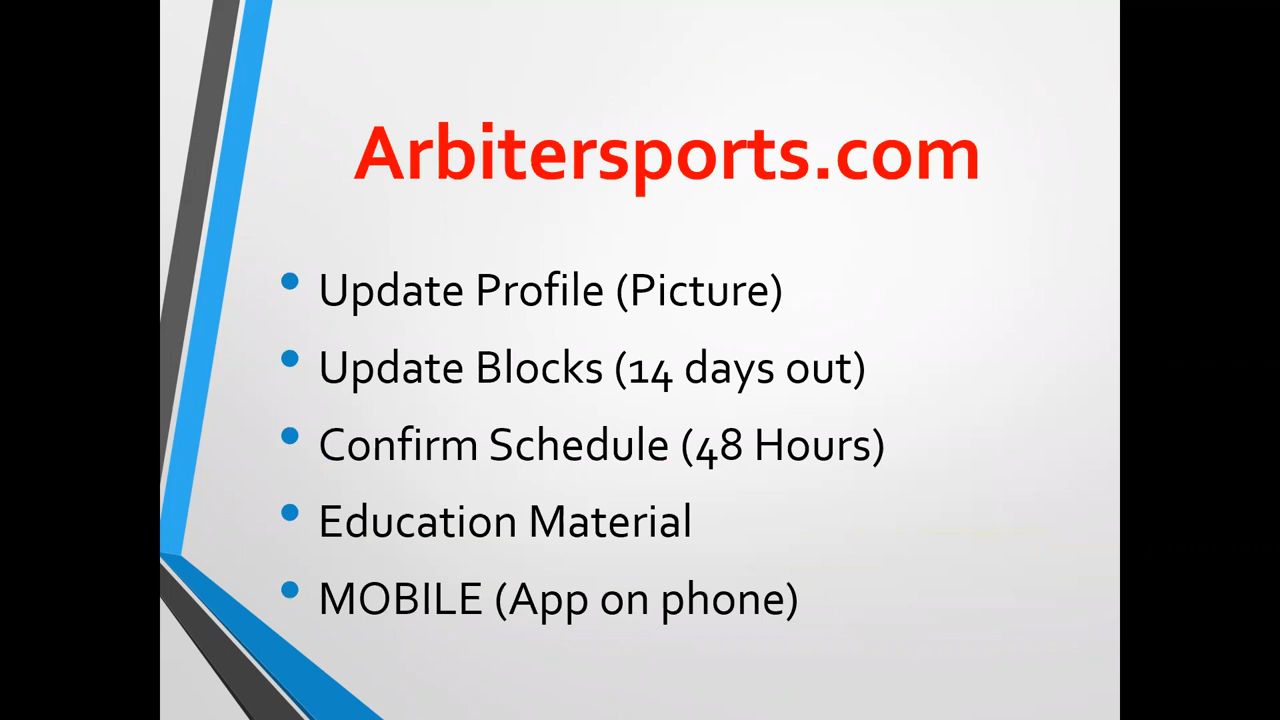 Arbitersports.com
• Update Profile (Picture)
• Update Blocks (14 days out)
• Confirm Schedule (48 Hours)
• Education Material
• MOBILE (App on phone)